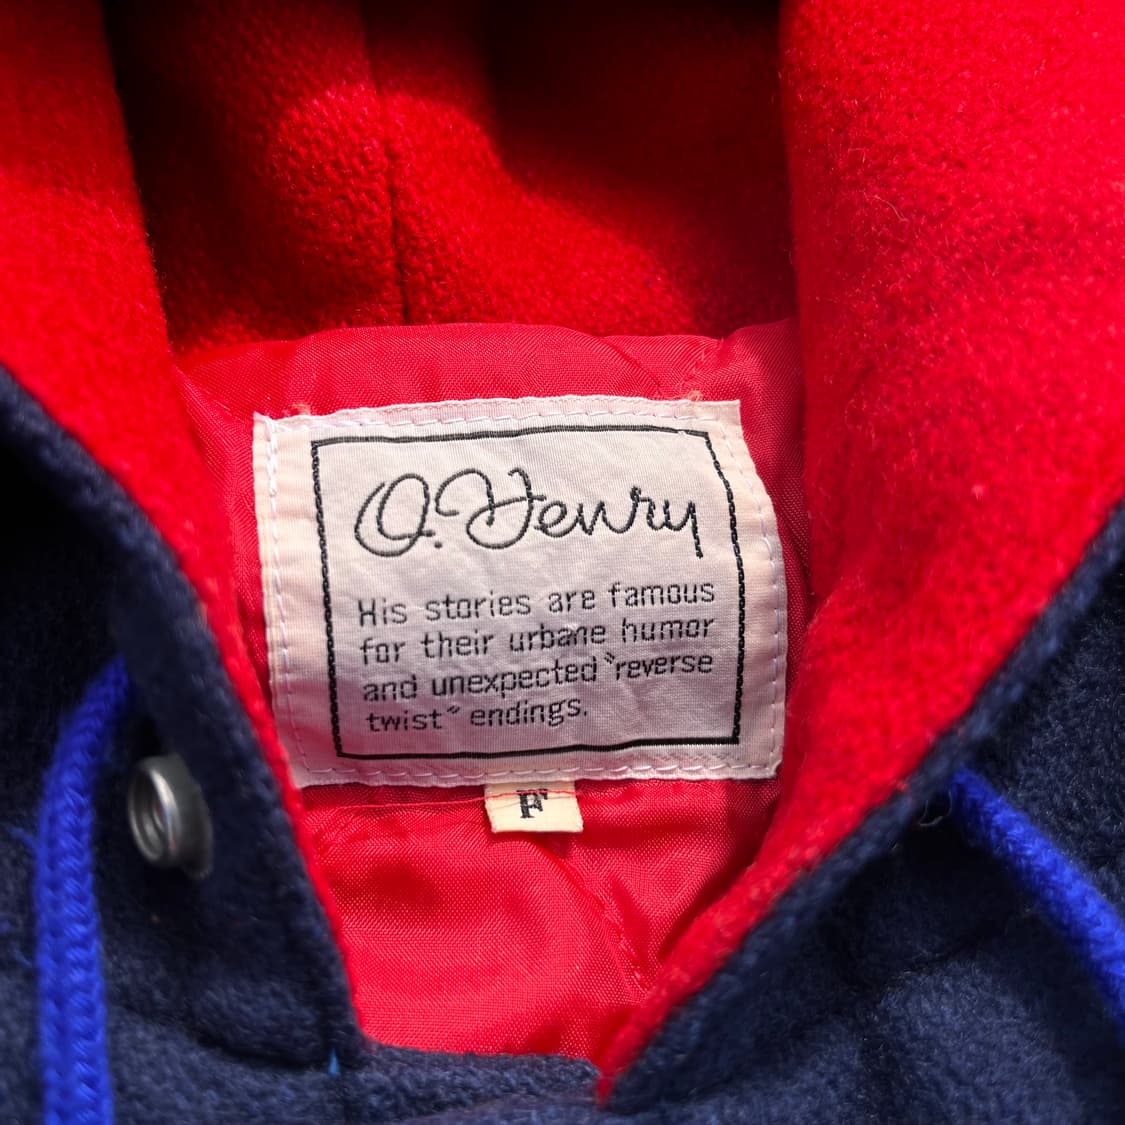 O. Henry
His stories are famous
for their urbane humor
and unexpected "reverse
twist" endings.
F